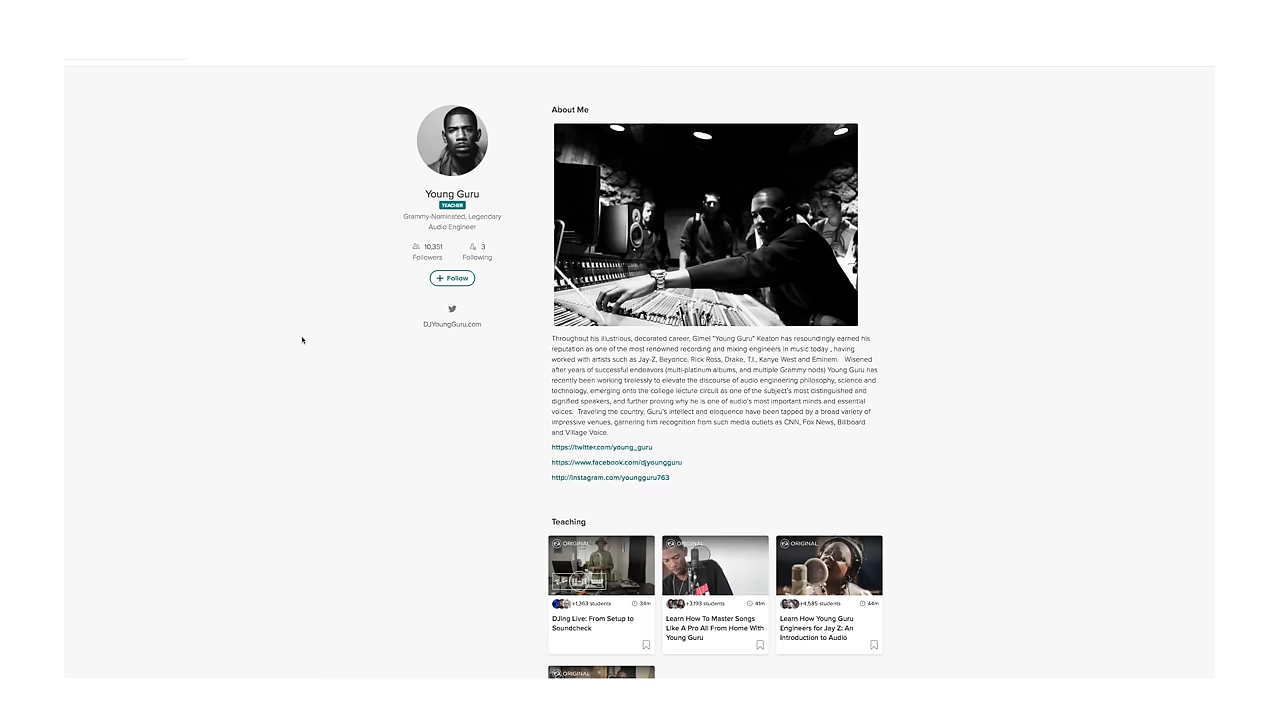 Young Guru
TEACHER
Grammy-Nominated, Legendary
Audio Engineer
10,351
Followers
3
Following
+ Follow
DJYoungGuru.com
About Me
Throughout his illustrious, decorated career, Gimel "Young Guru" Keaton has resoundingly earned his
reputation as one of the most renowned recording and mixing engineers in music today , having
worked with artists such as Jay-Z, Beyonce, Rick Ross, Drake, T.I., Kanye West and Eminem. Wisened
after years of successful endeavors (multi-platinum albums, and multiple Grammy nods) Young Guru has
recently been working tirelessly to elevate the discourse of audio engineering philosophy, science and
technology, emerging onto the college lecture circuit as one of the subject's most distinguished and
dignified speakers, and further proving why he is one of audio's most important minds and essential
voices. Traveling the country, Guru's intellect and eloquence have been tapped by a broad variety of
impressive venues, garnering him recognition from such media outlets as CNN, Fox News, Billboard
and Village Voice.
https://twitter.com/young_guru
https://www.facebook.com/djyoungguru
http://instagram.com/youngguru763
Teaching
ORIGINAL
+1,363 students
34m
DJing Live: From Setup to
Soundcheck
ORIGINAL
+3,193 students
41m
Learn How To Master Songs
Like A Pro All From Home With
Young Guru
ORIGINAL
+4,585 students
44m
Learn How Young Guru
Engineers for Jay Z: An
Introduction to Audio
ORIGINAL